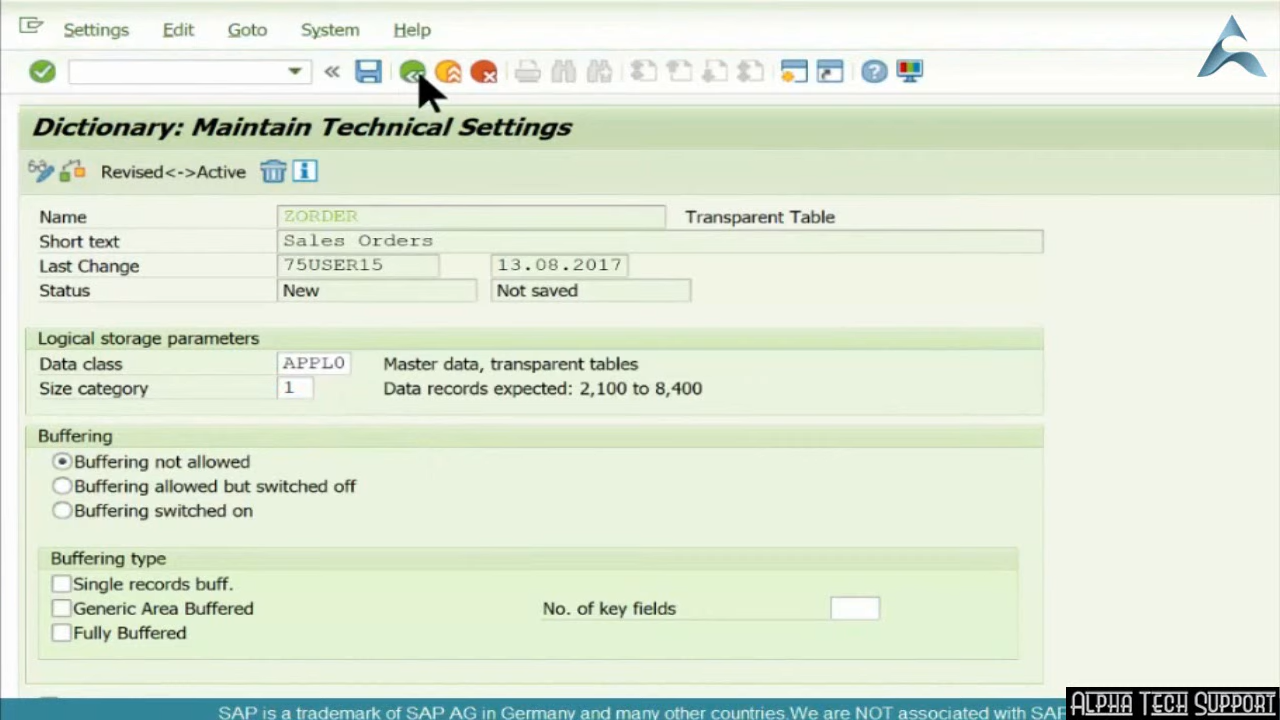 Settings Edit Goto System Help
Dictionary: Maintain Technical Settings
Revised<->Active
Name ZORDER Transparent Table
Short text Sales Orders
Last Change 75USER15 13.08.2017
Status New Not saved
Logical storage parameters
Data class APPL0 Master data, transparent tables
Size category 1 Data records expected: 2,100 to 8,400
Buffering
Buffering not allowed
Buffering allowed but switched off
Buffering switched on
Buffering type
Single records buff.
Generic Area Buffered No. of key fields
Fully Buffered
SAP is a trademark of SAP AG in Germany and many other countries.We are NOT associated with SAP
ALPHA TECH SUPPORT